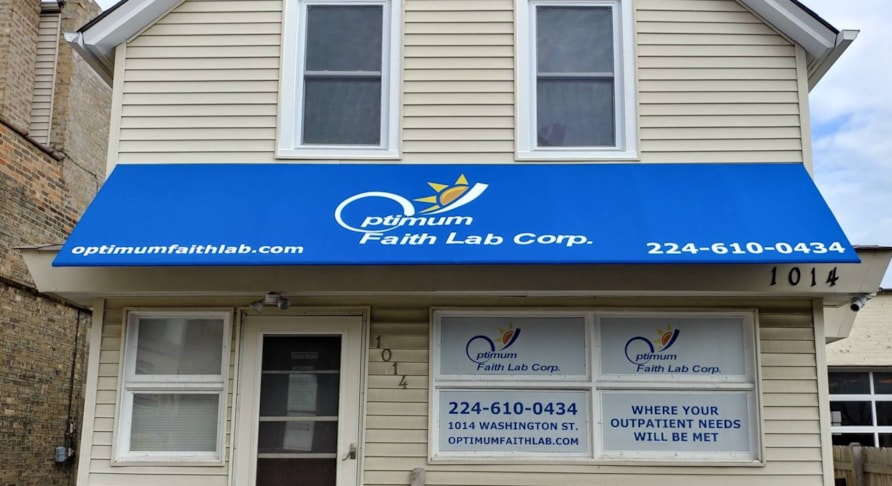 Optimum
Faith Lab Corp.
optimumfaithlab.com
224-610-0434
1014
1014
Optimum
Faith Lab Corp.
Optimum
Faith Lab Corp.
224-610-0434
1014 WASHINGTON ST.
OPTIMUMFAITHLAB.COM
WHERE YOUR
OUTPATIENT NEEDS
WILL BE MET